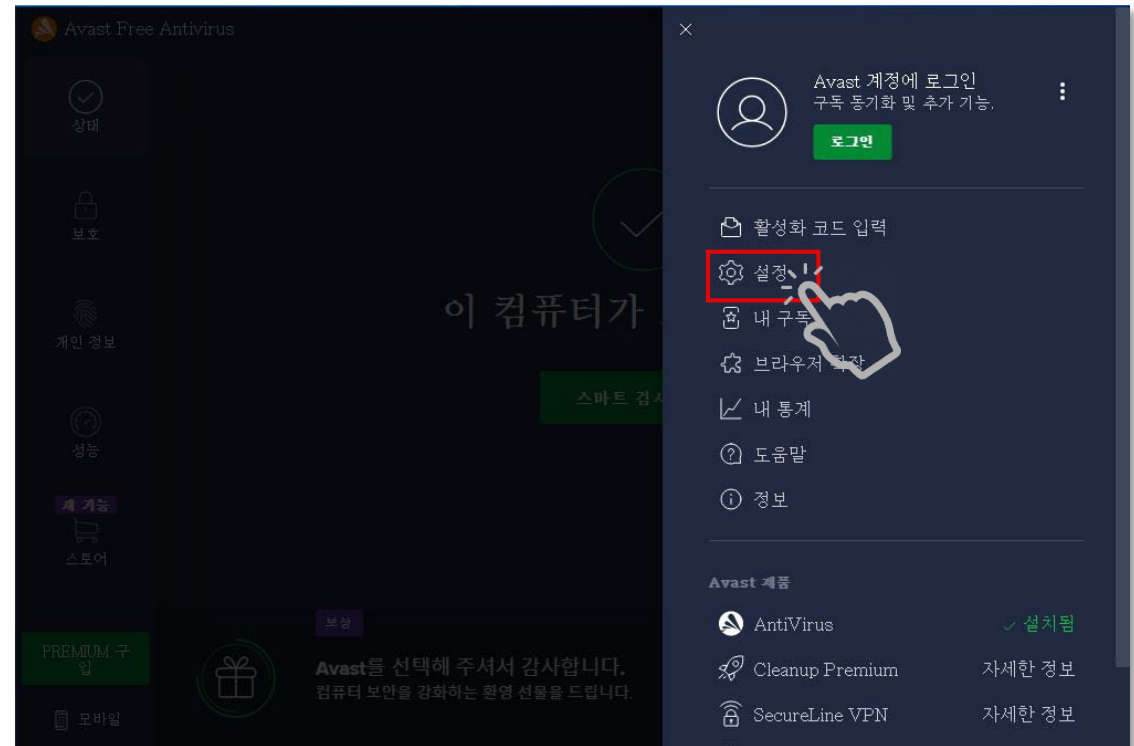 Avast Free Antivirus
상태
보호
개인 정보
성능
새 기능
스토어
PREMIUM 구
입
모바일
이 컴퓨터가
스마트 검사
보상
Avast를 선택해 주셔서 감사합니다.
컴퓨터 보안을 강화하는 환영 선물을 드립니다.
Avast 계정에 로그인
구독 동기화 및 추가 기능.
로그인
활성화 코드 입력
설정
내 구독
브라우저 확장
내 통계
도움말
정보
Avast 제품
AntiVirus
설치됨
Cleanup Premium
자세한 정보
SecureLine VPN
자세한 정보